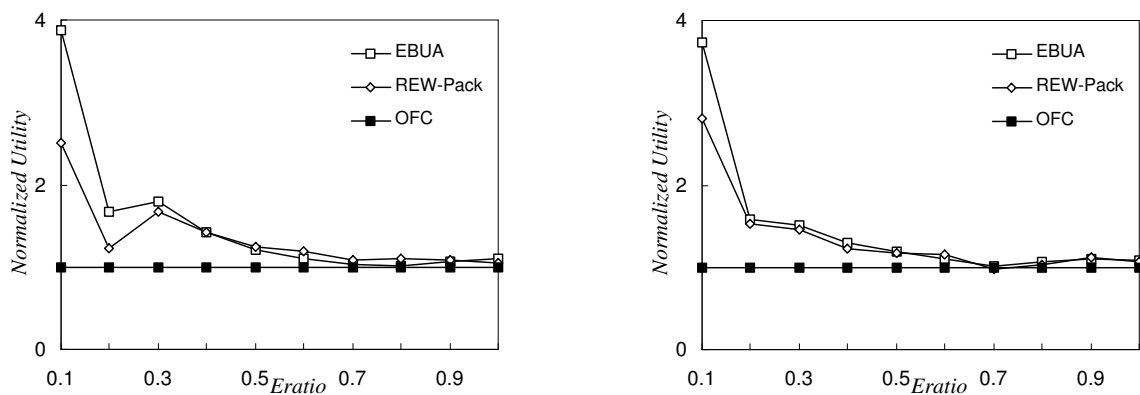 4
EBUA
REW-Pack
OFC
Normalized Utility
2
0
0.1
0.3
0.5
0.7
0.9
Eratio
4
EBUA
REW-Pack
OFC
Normalized Utility
2
0
0.1
0.3
0.5
0.7
0.9
Eratio